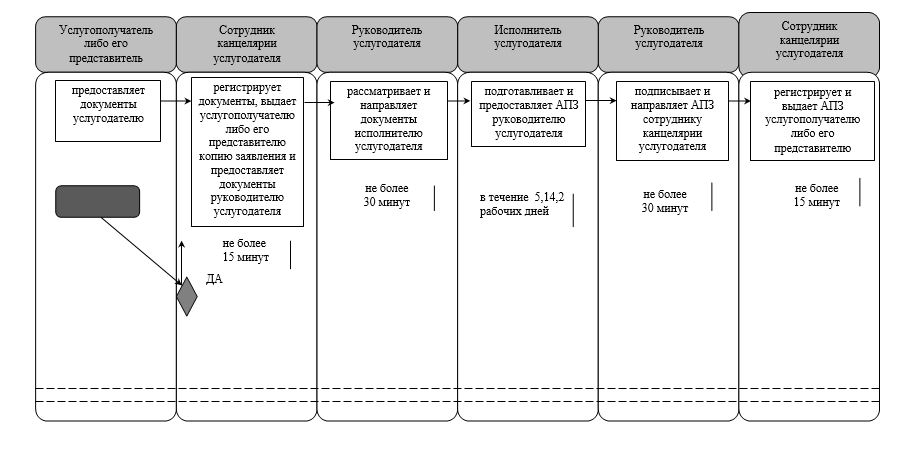 Услугополучатель
либо его
представитель
Сотрудник
канцелярии
услугодателя
Руководитель
услугодателя
Исполнитель
услугодателя
Руководитель
услугодателя
Сотрудник
канцелярии
услугодателя
предоставляет
документы
услугодателю
регистрирует
документы, выдает
услугополучателю
либо его
представителю
копию заявления и
предоставляет
документы
руководителю
услугодателя
рассматривает и
направляет
документы
исполнителю
услугодателя
подготавливает и
предоставляет АПЗ
руководителю
услугодателя
подписывает и
направляет АПЗ
сотруднику
канцелярии
услугодателя
регистрирует и
выдает АПЗ
услугополучателю
либо его
представителю
не более
15 минут
не более
30 минут
в течение 5,14,2
рабочих дней
не более
30 минут
не более
15 минут
ДА